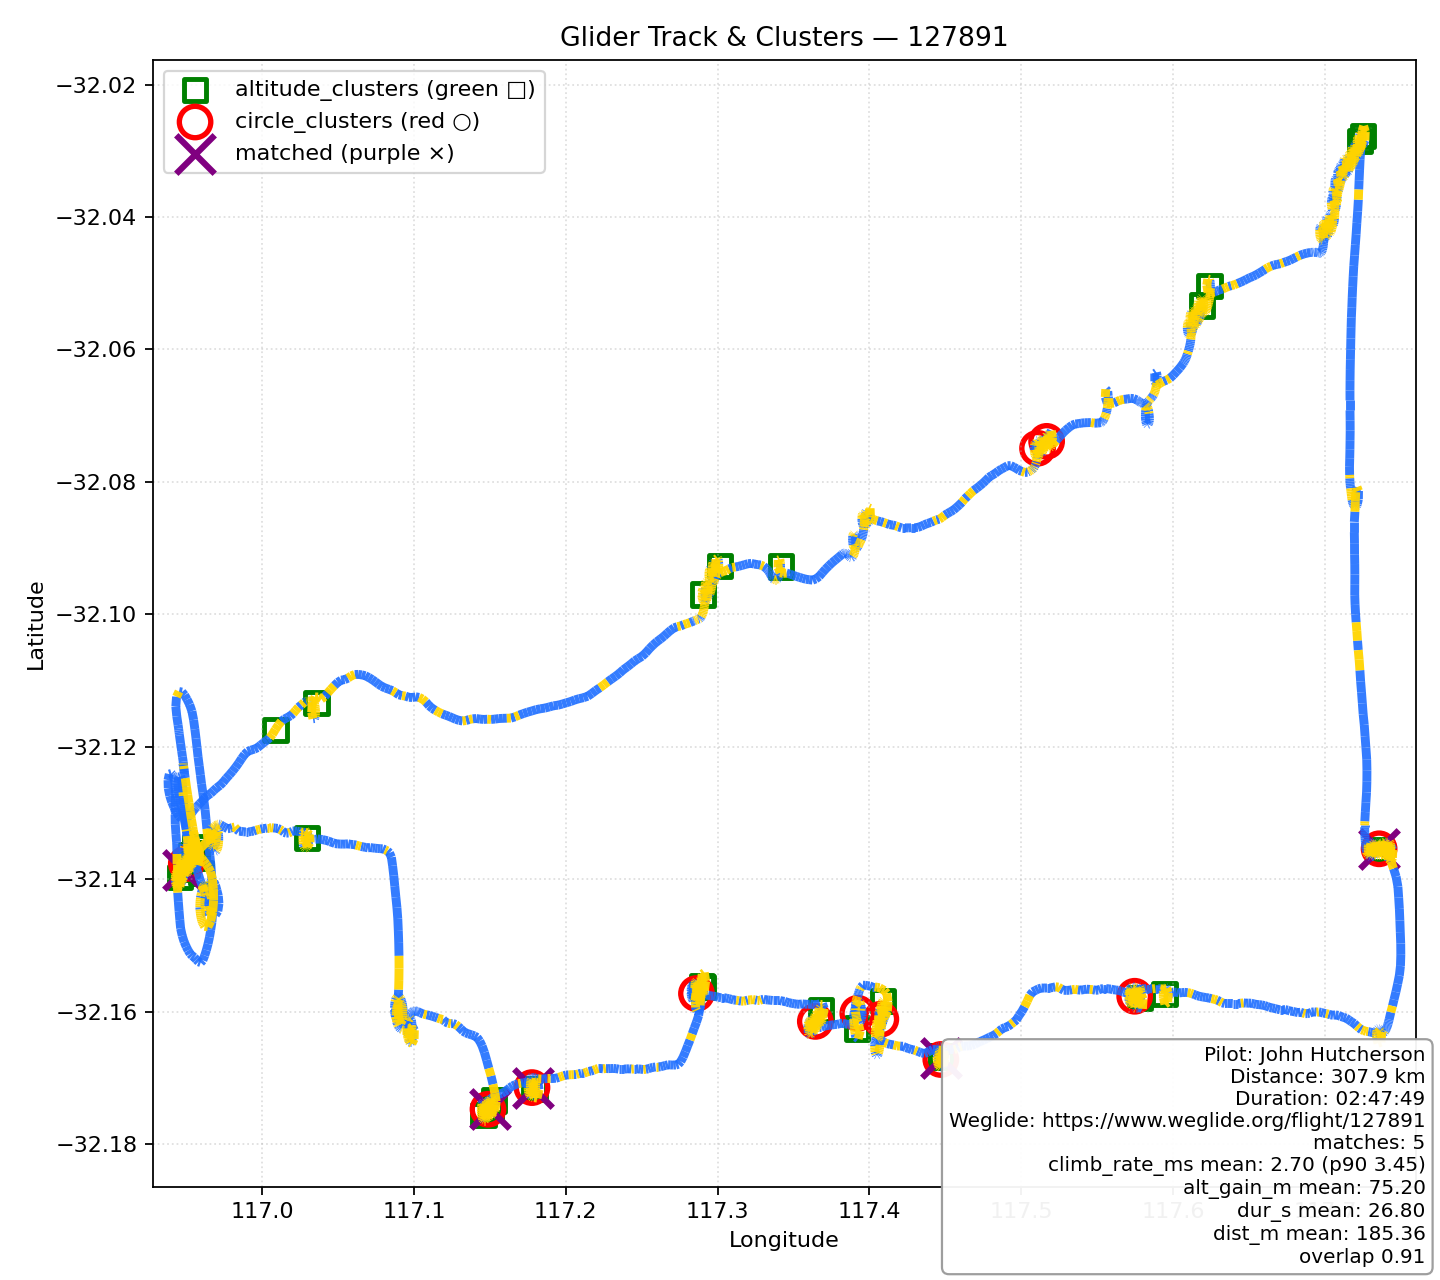 Glider Track & Clusters — 127891
altitude_clusters (green □)
circle_clusters (red ○)
matched (purple ×)
−32.02
−32.04
−32.06
−32.08
−32.10
−32.12
−32.14
−32.16
−32.18
Latitude
117.0
117.1
117.2
117.3
117.4
117.5
117.6
Longitude
Pilot: John Hutcherson
Distance: 307.9 km
Duration: 02:47:49
Weglide: https://www.weglide.org/flight/127891
matches: 5
climb_rate_ms mean: 2.70 (p90 3.45)
alt_gain_m mean: 75.20
dur_s mean: 26.80
dist_m mean: 185.36
overlap 0.91